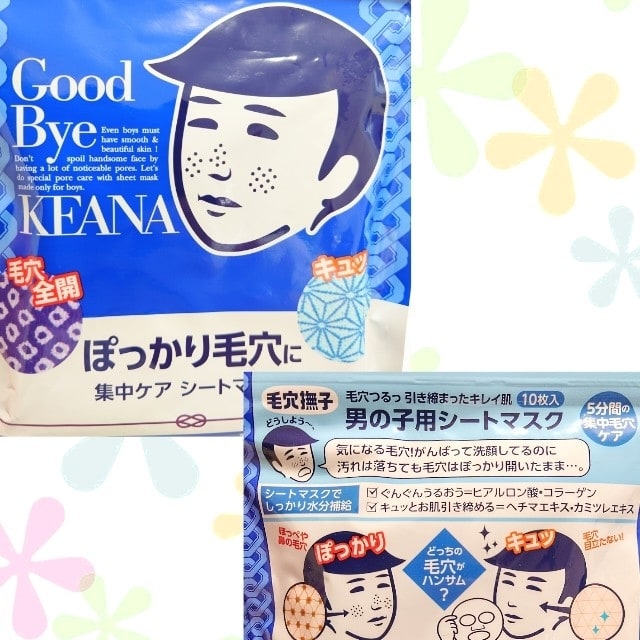 Good
Bye
Even boys must
have smooth &
beautiful skin !
Don't spoil handsome face by
having a lot of noticeable pores. Let's
do special pore care with sheet mask
made only for boys.
KEANA
毛穴
全開
キュッ
ぽっかり毛穴に
集中ケア シートマ
毛穴撫子
毛穴つるっ 引き締まったキレイ肌 10枚入
男の子用シートマスク
5分間の
集中毛穴
ケア
どうしよう〜、
気になる毛穴!がんばって洗顔してるのに
汚れは落ちても毛穴はぽっかり開いたまま…。
シートマスクで
しっかり水分補給
ぐんぐんうるおう=ヒアルロン酸・コラーゲン
キュッとお肌引き締める=ヘチマエキス・カミツレエキス
ほっぺや
鼻の毛穴
ぽっかり
どっちの
毛穴が
ハンサム
?
キュッ
毛穴
目立たない!